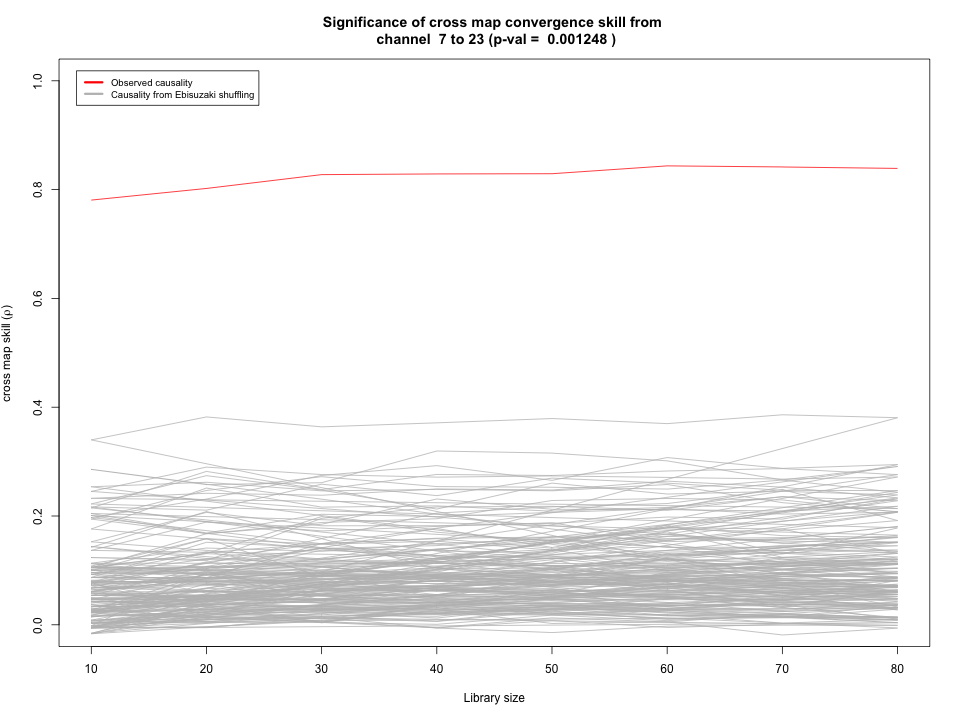 Significance of cross map convergence skill from
channel  7 to 23 (p-val =  0.001248 )
Observed causality
Causality from Ebisuzaki shuffling
cross map skill (ρ)
1.0
0.8
0.6
0.4
0.2
0.0
10 20 30 40 50 60 70 80
Library size